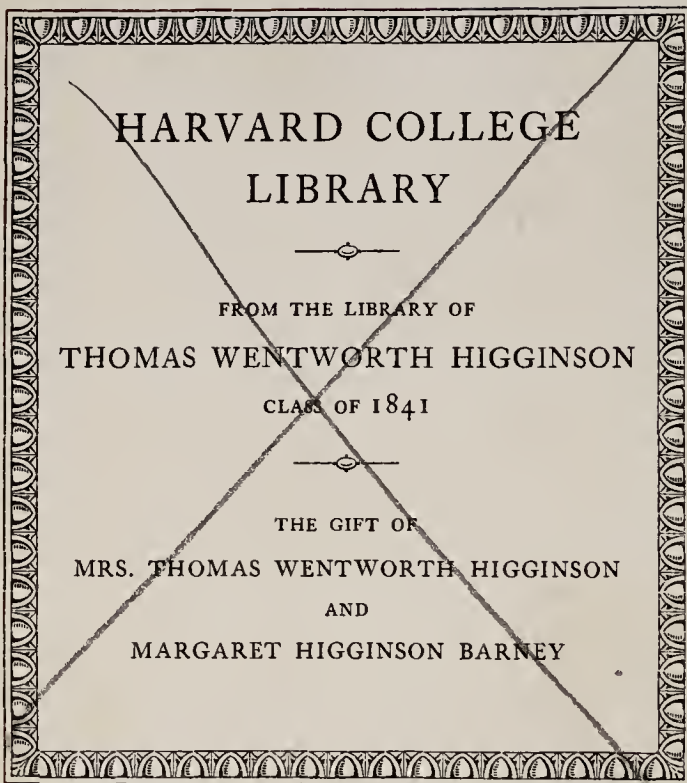 HARVARD COLLEGE
LIBRARY
FROM THE LIBRARY OF
THOMAS WENTWORTH HIGGINSON
CLASS OF 1841
THE GIFT OF
MRS. THOMAS WENTWORTH HIGGINSON
AND
MARGARET HIGGINSON BARNEY